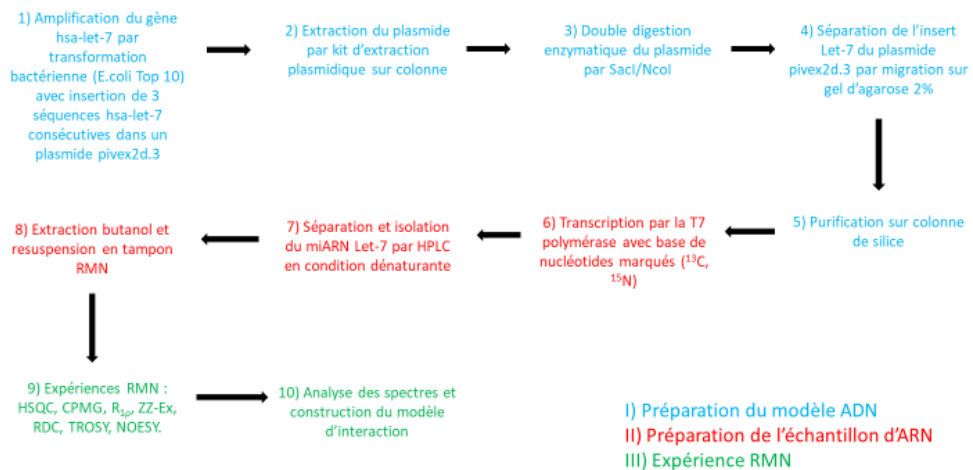 1) Amplification du gène
hsa-let-7 par
transformation
bactérienne (E.coli Top 10)
avec insertion de 3
séquences hsa-let-7
consécutives dans un
plasmide pivex2d.3
2) Extraction du plasmide
par kit d'extraction
plasmidique sur colonne
3) Double digestion
enzymatique du plasmide
par SacI/NcoI
4) Séparation de l'insert
Let-7 du plasmide
pivex2d.3 par migration sur
gel d'agarose 2%
5) Purification sur colonne
de silice
6) Transcription par la T7
polymérase avec base de
nucléotides marqués (¹³C,
¹⁵N)
7) Séparation et isolation
du miARN Let-7 par HPLC
en condition dénaturante
8) Extraction butanol et
resuspension en tampon
RMN
9) Expériences RMN :
HSQC, CPMG, R₁ᵨ, ZZ-Ex,
RDC, TROSY, NOESY.
10) Analyse des spectres et
construction du modèle
d'interaction
I) Préparation du modèle ADN
II) Préparation de l'échantillon d'ARN
III) Expérience RMN